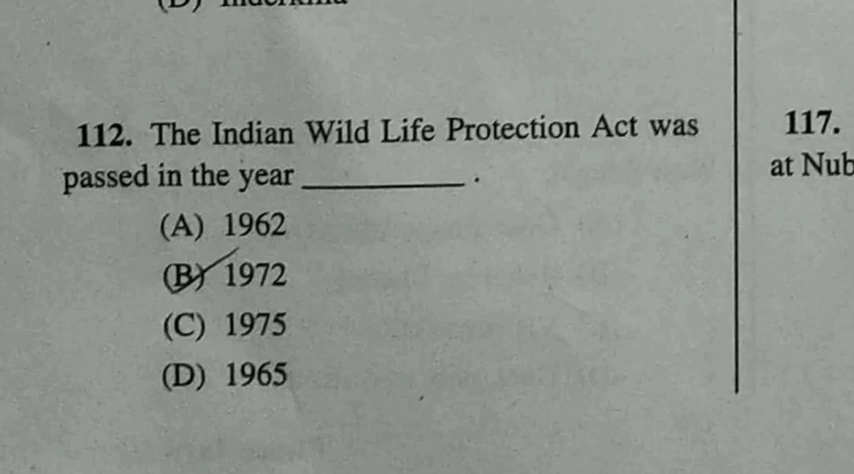 112. The Indian Wild Life Protection Act was
passed in the year __________ .
(A) 1962
(B) 1972
(C) 1975
(D) 1965
117.
at Nub